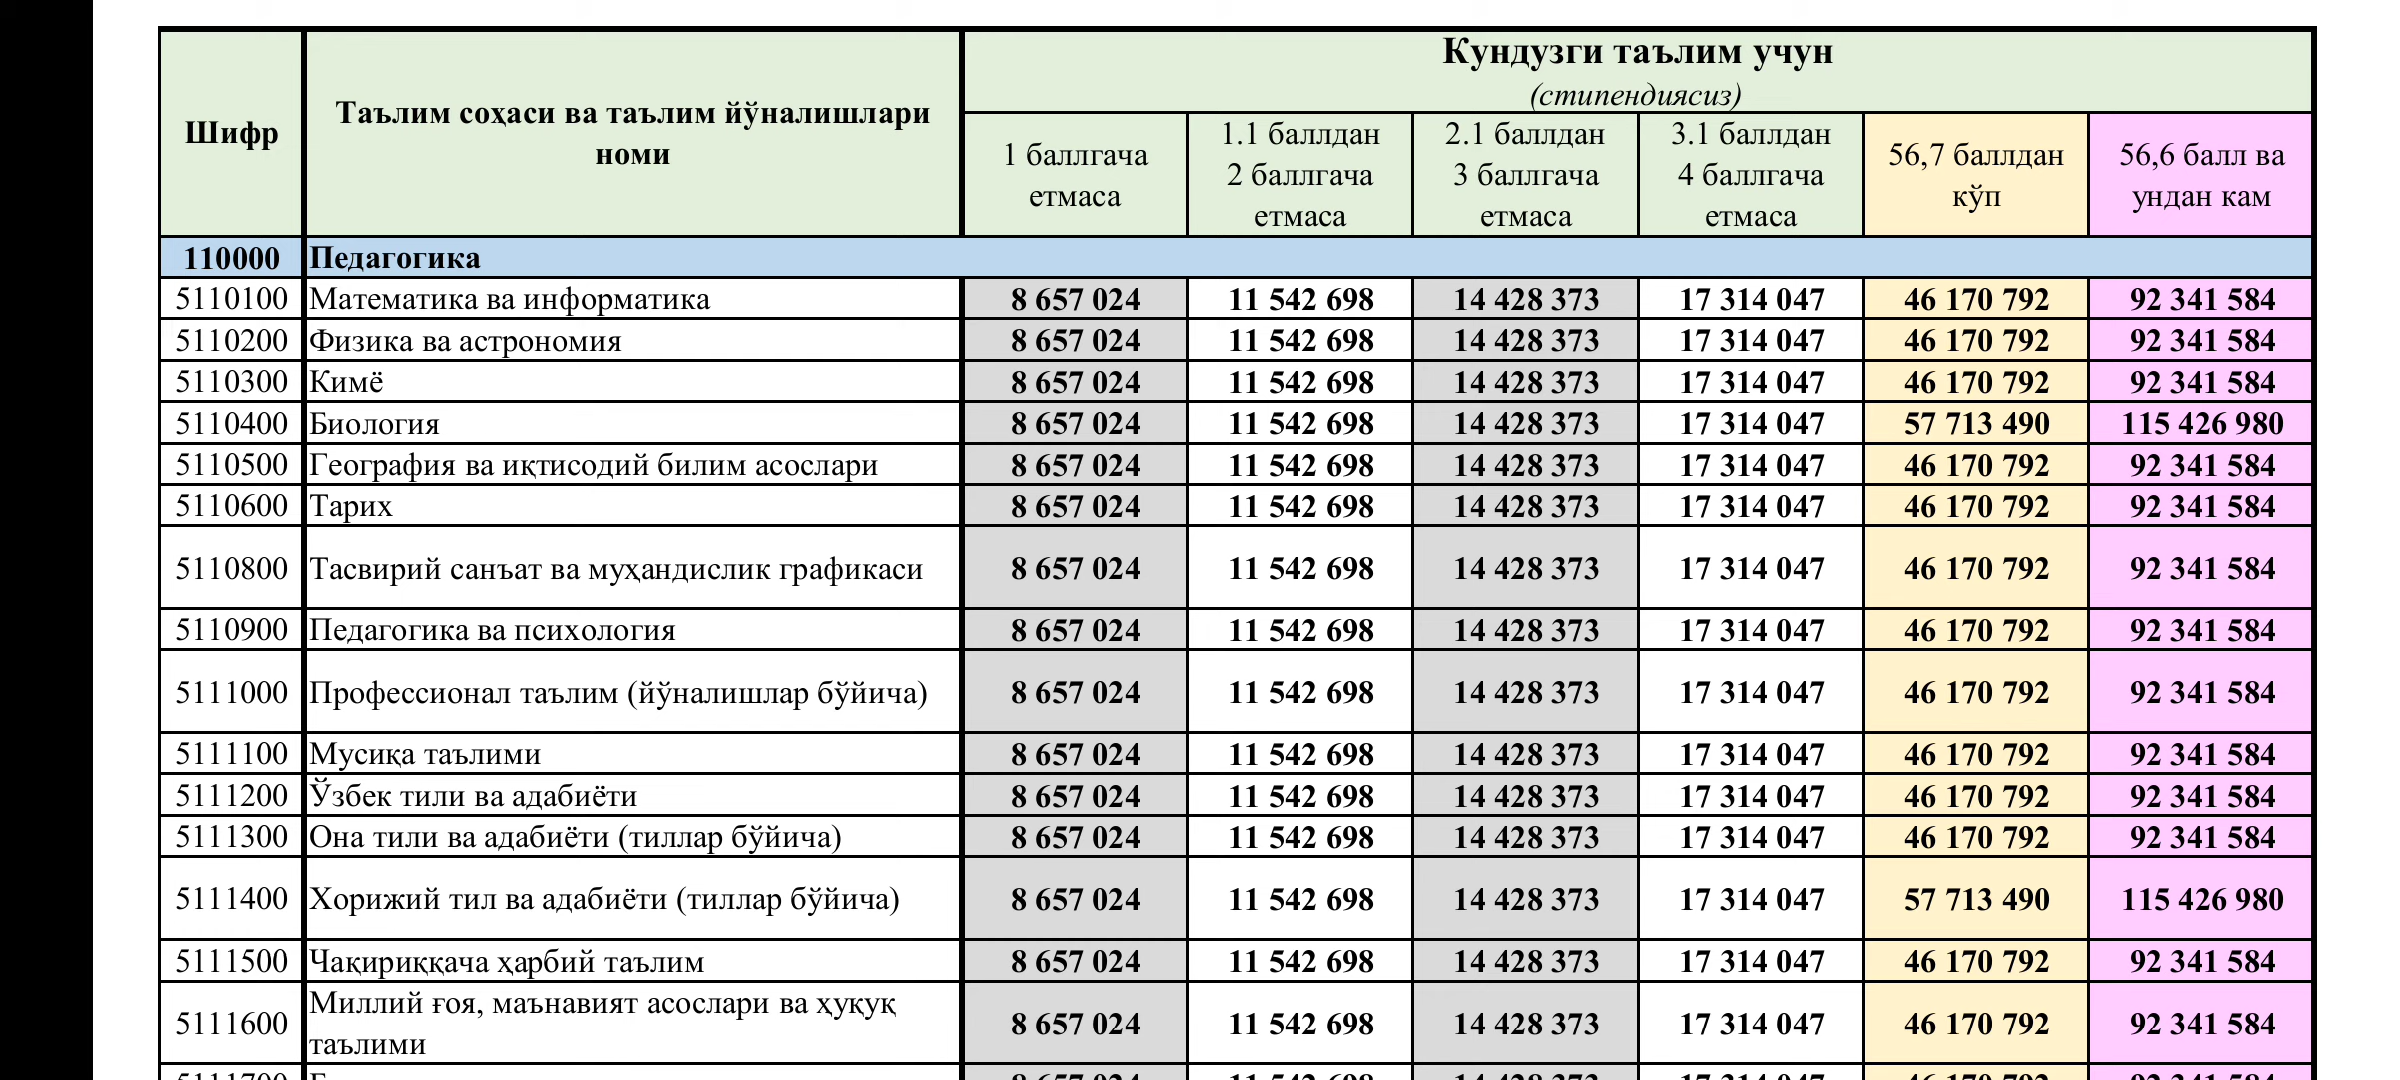 Шифр
Таълим соҳаси ва таълим йўналишлари
номи
Кундузги таълим учун
(стипендиясиз)
1 баллгача
етмаса
1.1 баллдан
2 баллгача
етмаса
2.1 баллдан
3 баллгача
етмаса
3.1 баллдан
4 баллгача
етмаса
56,7 баллдан
кўп
56,6 балл ва
ундан кам
110000 Педагогика
5110100 Математика ва информатика 8 657 024 11 542 698 14 428 373 17 314 047 46 170 792 92 341 584
5110200 Физика ва астрономия 8 657 024 11 542 698 14 428 373 17 314 047 46 170 792 92 341 584
5110300 Кимё 8 657 024 11 542 698 14 428 373 17 314 047 46 170 792 92 341 584
5110400 Биология 8 657 024 11 542 698 14 428 373 17 314 047 57 713 490 115 426 980
5110500 География ва иқтисодий билим асослари 8 657 024 11 542 698 14 428 373 17 314 047 46 170 792 92 341 584
5110600 Тарих 8 657 024 11 542 698 14 428 373 17 314 047 46 170 792 92 341 584
5110800 Тасвирий санъат ва муҳандислик графикаси 8 657 024 11 542 698 14 428 373 17 314 047 46 170 792 92 341 584
5110900 Педагогика ва психология 8 657 024 11 542 698 14 428 373 17 314 047 46 170 792 92 341 584
5111000 Профессионал таълим (йўналишлар бўйича) 8 657 024 11 542 698 14 428 373 17 314 047 46 170 792 92 341 584
5111100 Мусиқа таълими 8 657 024 11 542 698 14 428 373 17 314 047 46 170 792 92 341 584
5111200 Ўзбек тили ва адабиёти 8 657 024 11 542 698 14 428 373 17 314 047 46 170 792 92 341 584
5111300 Она тили ва адабиёти (тиллар бўйича) 8 657 024 11 542 698 14 428 373 17 314 047 46 170 792 92 341 584
5111400 Хорижий тил ва адабиёти (тиллар бўйича) 8 657 024 11 542 698 14 428 373 17 314 047 57 713 490 115 426 980
5111500 Чақириққача ҳарбий таълим 8 657 024 11 542 698 14 428 373 17 314 047 46 170 792 92 341 584
5111600 Миллий ғоя, маънавият асослари ва ҳуқуқ
таълими 8 657 024 11 542 698 14 428 373 17 314 047 46 170 792 92 341 584